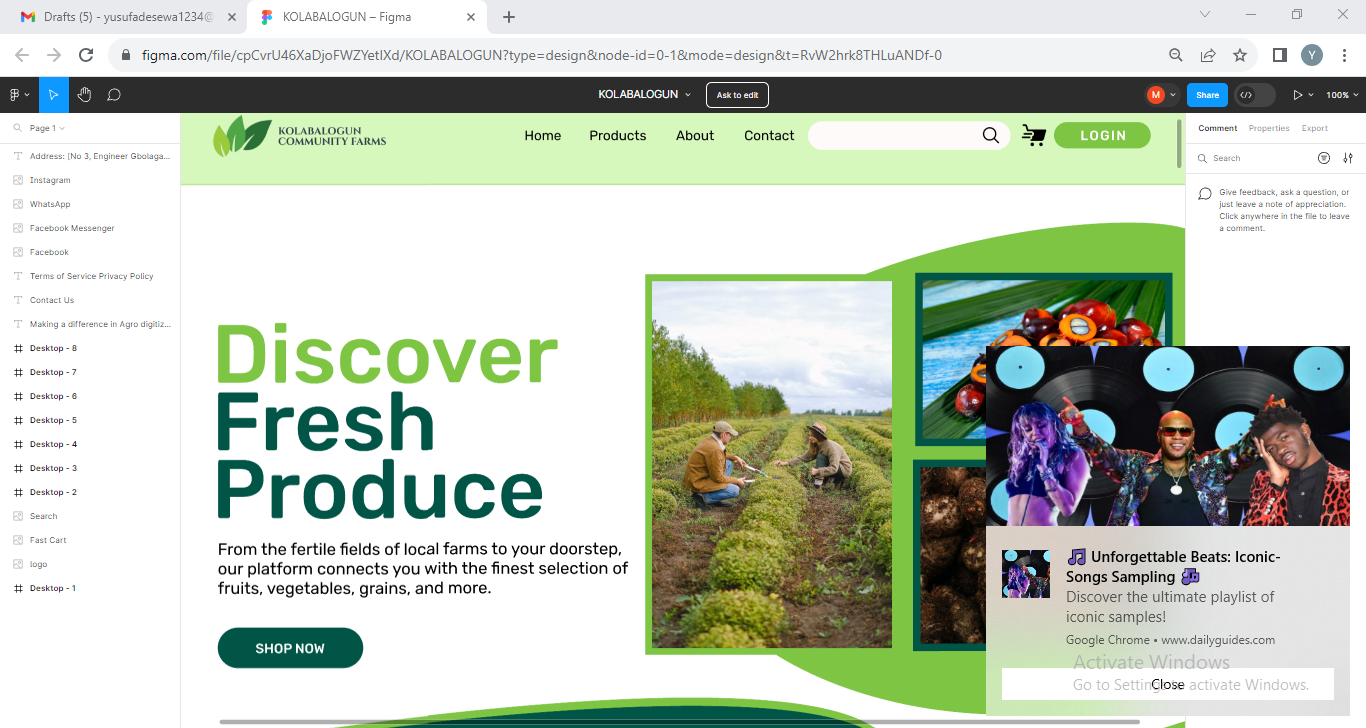 Drafts (5) - yusufadesewa1234@
KOLABALOGUN – Figma
figma.com/file/cpCvrU46XaDjoFWZYetIXd/KOLABALOGUN?type=design&node-id=0-1&mode=design&t=RvW2hrk8THLuANDf-0
Y
KOLABALOGUN
Ask to edit
M
Share
100%
Page 1
Address: [No 3, Engineer Gbolaga...
Instagram
WhatsApp
Facebook Messenger
Facebook
Terms of Service Privacy Policy
Contact Us
Making a difference in Agro digitiz...
Desktop - 8
Desktop - 7
Desktop - 6
Desktop - 5
Desktop - 4
Desktop - 3
Desktop - 2
Search
Fast Cart
logo
Desktop - 1
KOLABALOGUN
COMMUNITY FARMS
Home Products About Contact
LOGIN
Discover
Fresh
Produce
From the fertile fields of local farms to your doorstep,
our platform connects you with the finest selection of
fruits, vegetables, grains, and more.
SHOP NOW
Comment Properties Export
Search
Give feedback, ask a question, or
just leave a note of appreciation.
Click anywhere in the file to leave
a comment.
🎵 Unforgettable Beats: Iconic-
Songs Sampling 🎶
Discover the ultimate playlist of
iconic samples!
Google Chrome • www.dailyguides.com
Activate Windows
Go to Settings to activate Windows.
Close